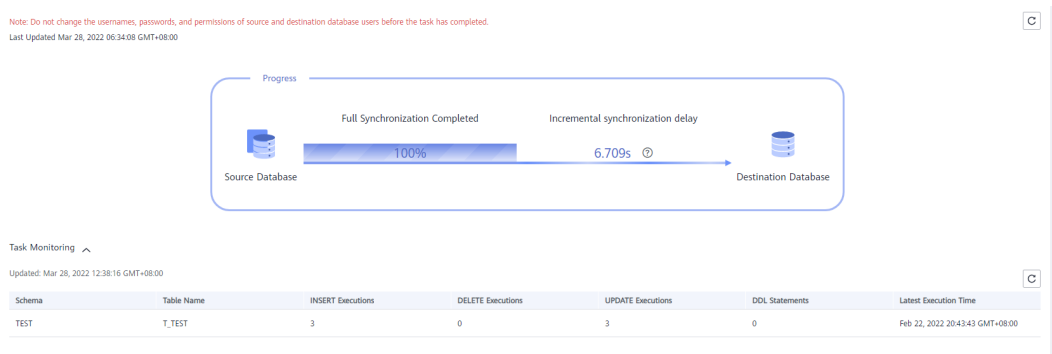 Note: Do not change the usernames, passwords, and permissions of source and destination database users before the task has completed.
Last Updated Mar 28, 2022 06:34:08 GMT+08:00
Progress
Full Synchronization Completed
Incremental synchronization delay
100%
6.709s
Source Database
Destination Database
Task Monitoring
Updated: Mar 28, 2022 12:38:16 GMT+08:00
Schema Table Name INSERT Executions DELETE Executions UPDATE Executions DDL Statements Latest Execution Time
TEST T_TEST 3 0 3 0 Feb 22, 2022 20:43:43 GMT+08:00